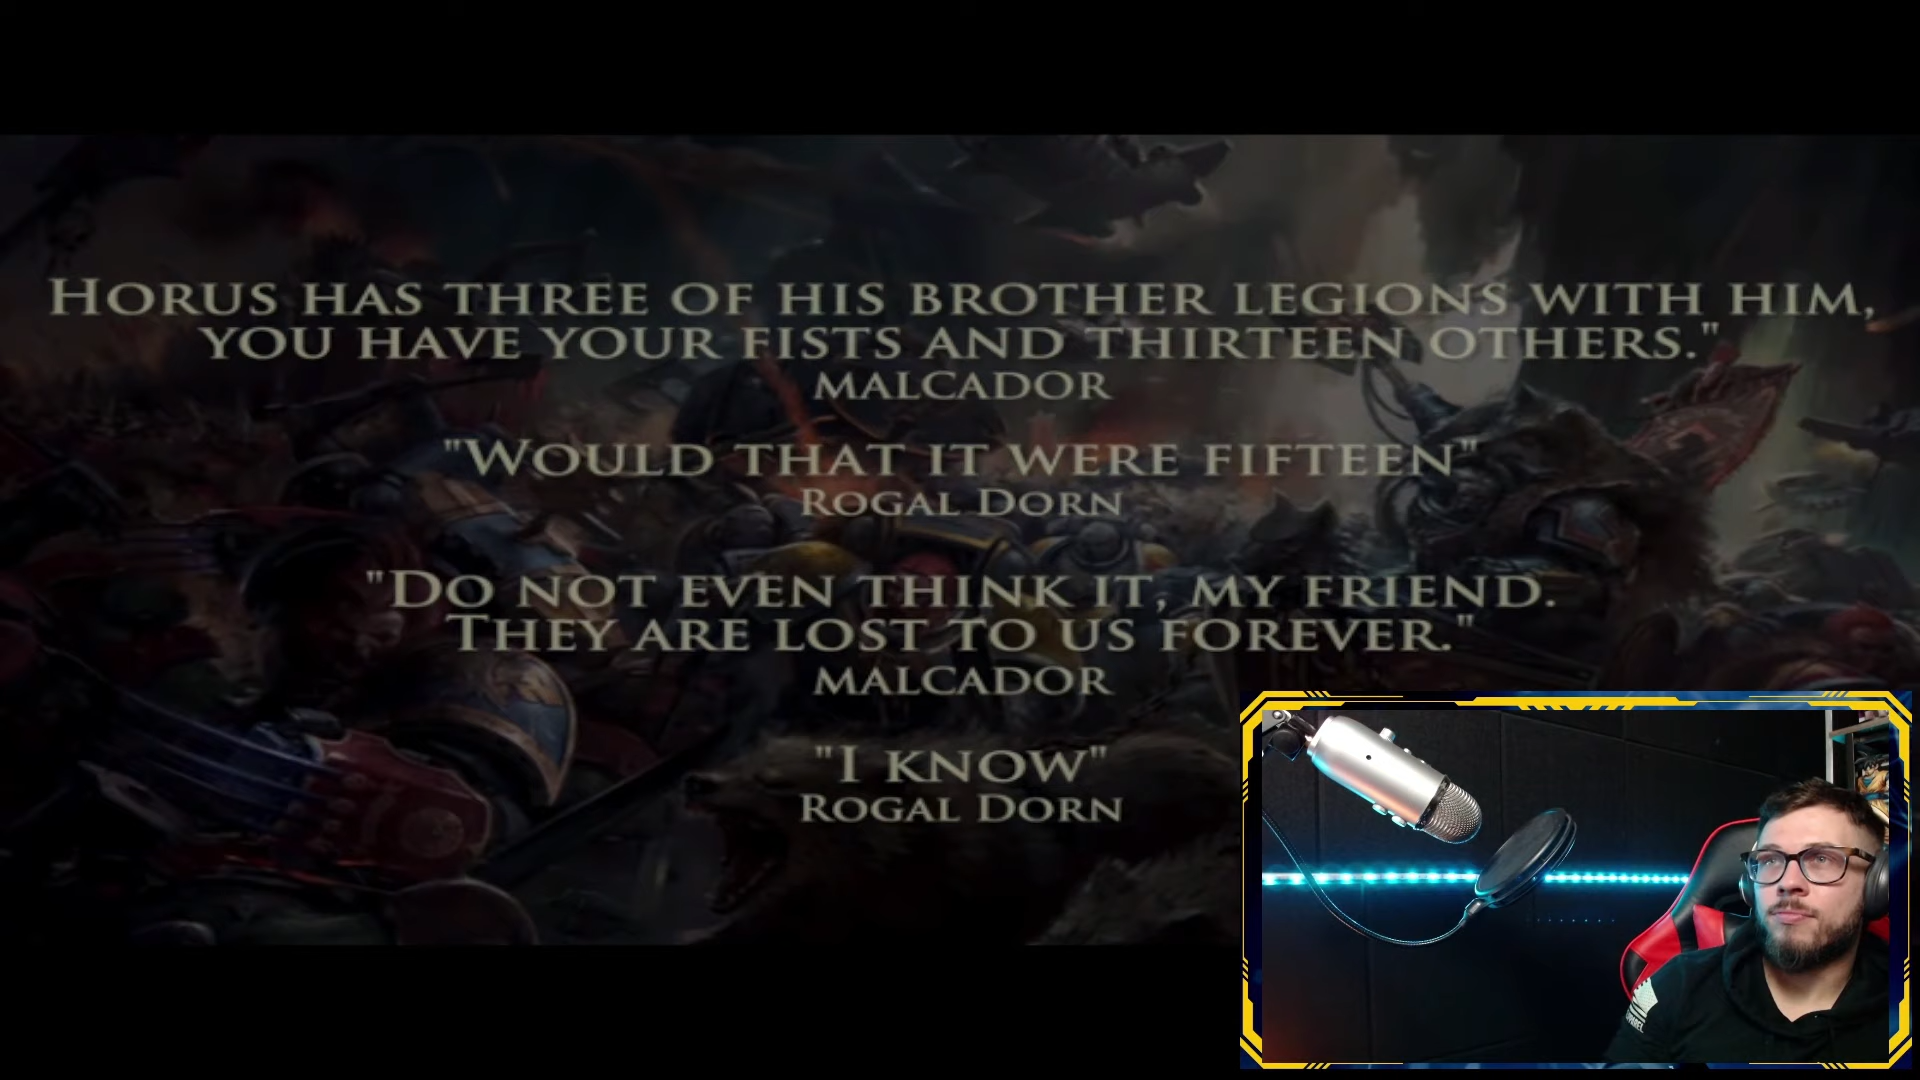 Horus has three of his brother legions with him,
you have your fists and thirteen others."
Malcador
"Would that it were fifteen"
Rogal Dorn
"Do not even think it, my friend.
They are lost to us forever."
Malcador
"I know"
Rogal Dorn